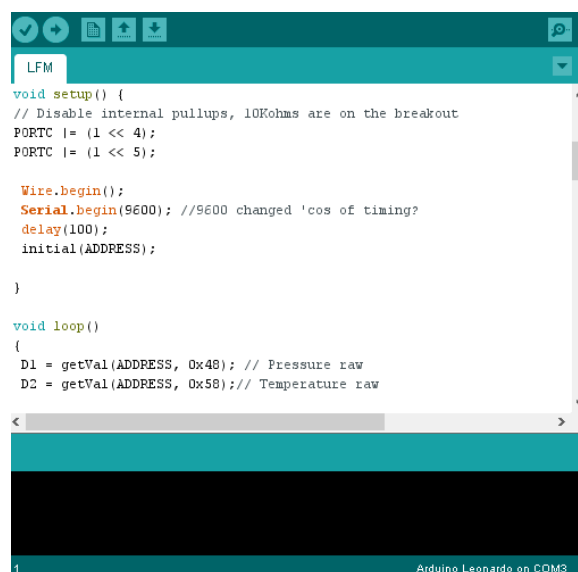 LFM
void setup() {
// Disable internal pullups, 10Kohms are on the breakout
PORTC |= (1 << 4);
PORTC |= (1 << 5);
Wire.begin();
Serial.begin(9600); //9600 changed 'cos of timing?
delay(100);
initial(ADDRESS);
}
void loop()
{
D1 = getVal(ADDRESS, 0x48); // Pressure raw
D2 = getVal(ADDRESS, 0x58);// Temperature raw
1
Arduino Leonardo on COM3